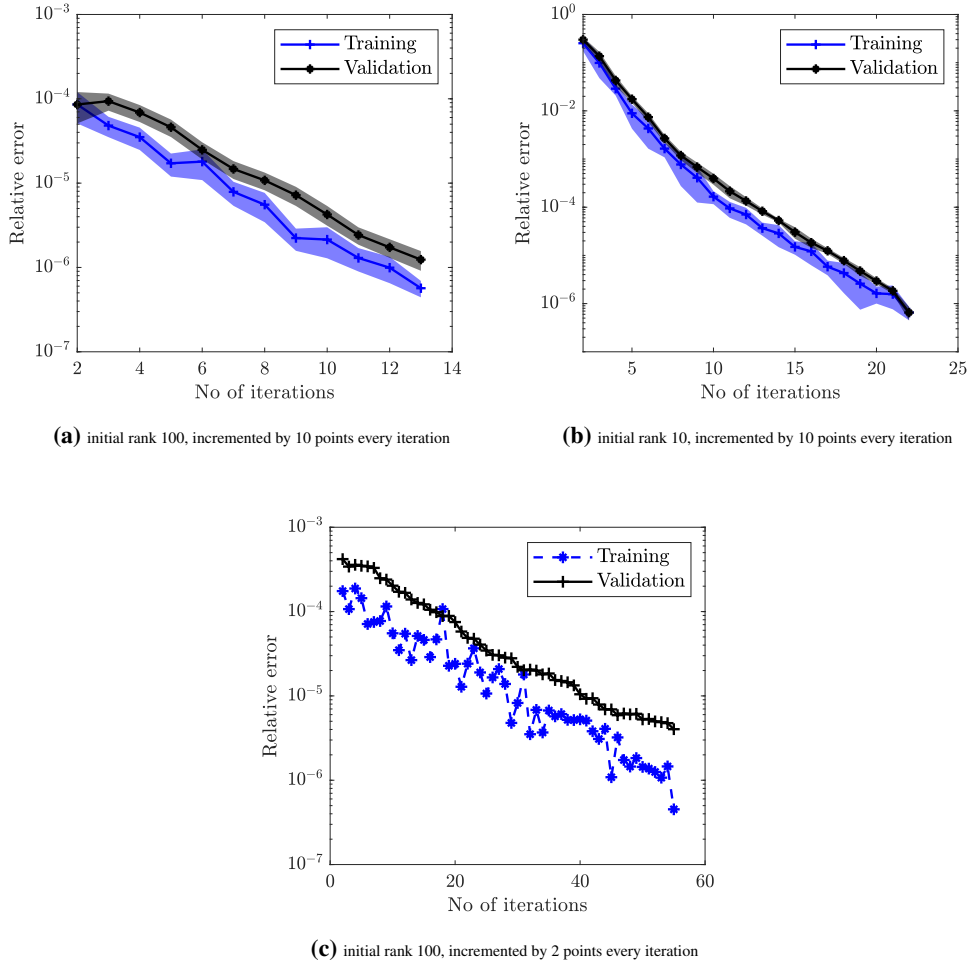 10⁻³
10⁻⁴
10⁻⁵
10⁻⁶
10⁻⁷
Relative error
Training
Validation
2 4 6 8 10 12 14
No of iterations
(a) initial rank 100, incremented by 10 points every iteration
10⁰
10⁻²
10⁻⁴
10⁻⁶
Relative error
Training
Validation
5 10 15 20 25
No of iterations
(b) initial rank 10, incremented by 10 points every iteration
10⁻³
10⁻⁴
10⁻⁵
10⁻⁶
10⁻⁷
Relative error
Training
Validation
0 20 40 60
No of iterations
(c) initial rank 100, incremented by 2 points every iteration